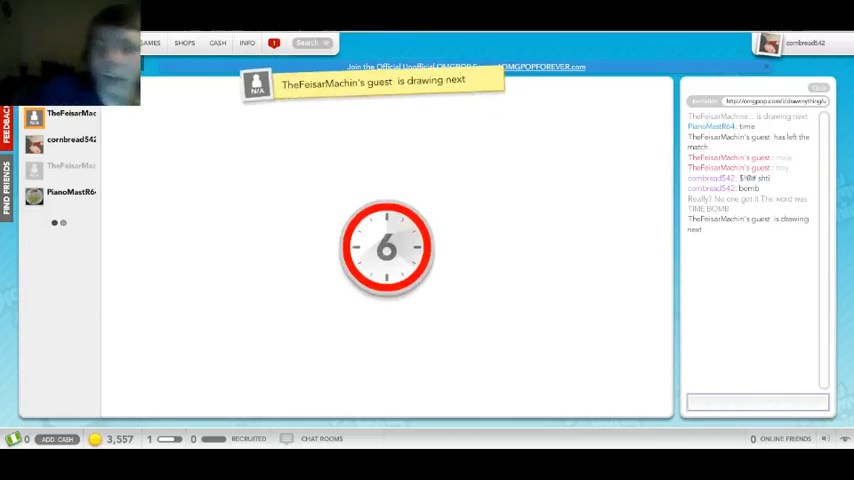 GAMES SHOPS CASH INFO 1 Search
cornbread542
Join the Official Unofficial OMGPOP
OMGPOPFOREVER.com
N/A TheFeisarMachin's guest is drawing next
Quit
Invitation http://omgpop.com/i/drawmything/u
FEEDBACK
FIND FRIENDS
N/A TheFeisarMac
cornbread542
TheFeisarMac
PianoMastR64
6
TheFeisarMachine... is drawing next
PianoMastR64: time
TheFeisarMachin's guest has left the
match
TheFeisarMachin's guest : male
TheFeisarMachin's guest : boy
cornbread542: $!@# shti
cornbread542: bomb
Really? No one got it.The word was
TIME BOMB
TheFeisarMachin's guest is drawing
next
0 ADD CASH 3,557 1 0 RECRUITED CHAT ROOMS 0 ONLINE FRIENDS